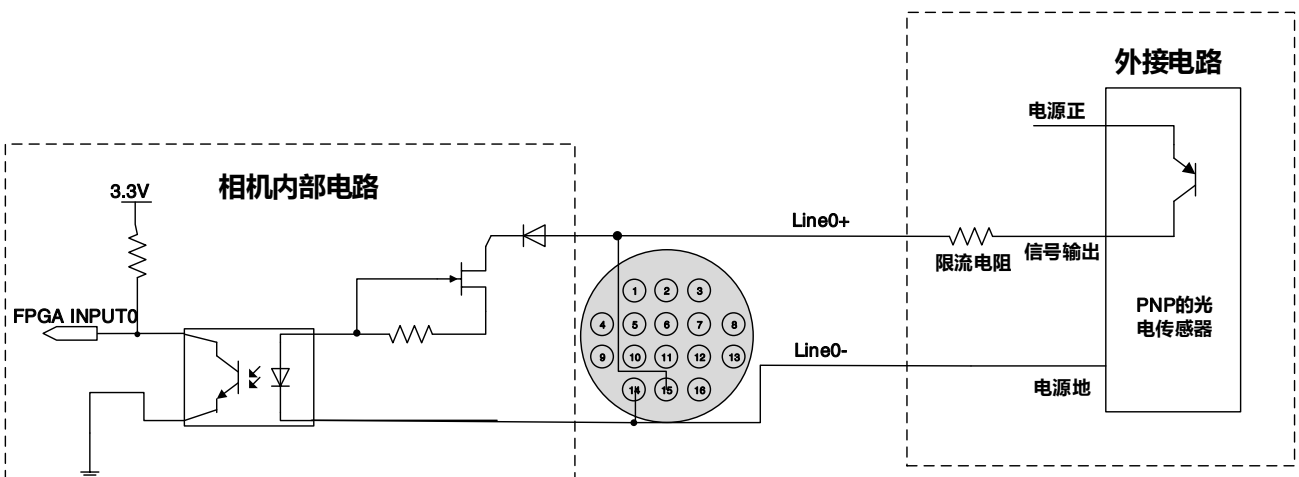 外接电路
电源正
相机内部电路
3.3V
Line0+
限流电阻
信号输出
FPGA INPUT0
PNP的光
电传感器
1 2 3
4 5 6 7 8
9 10 11 12 13
14 15 16
Line0-
电源地